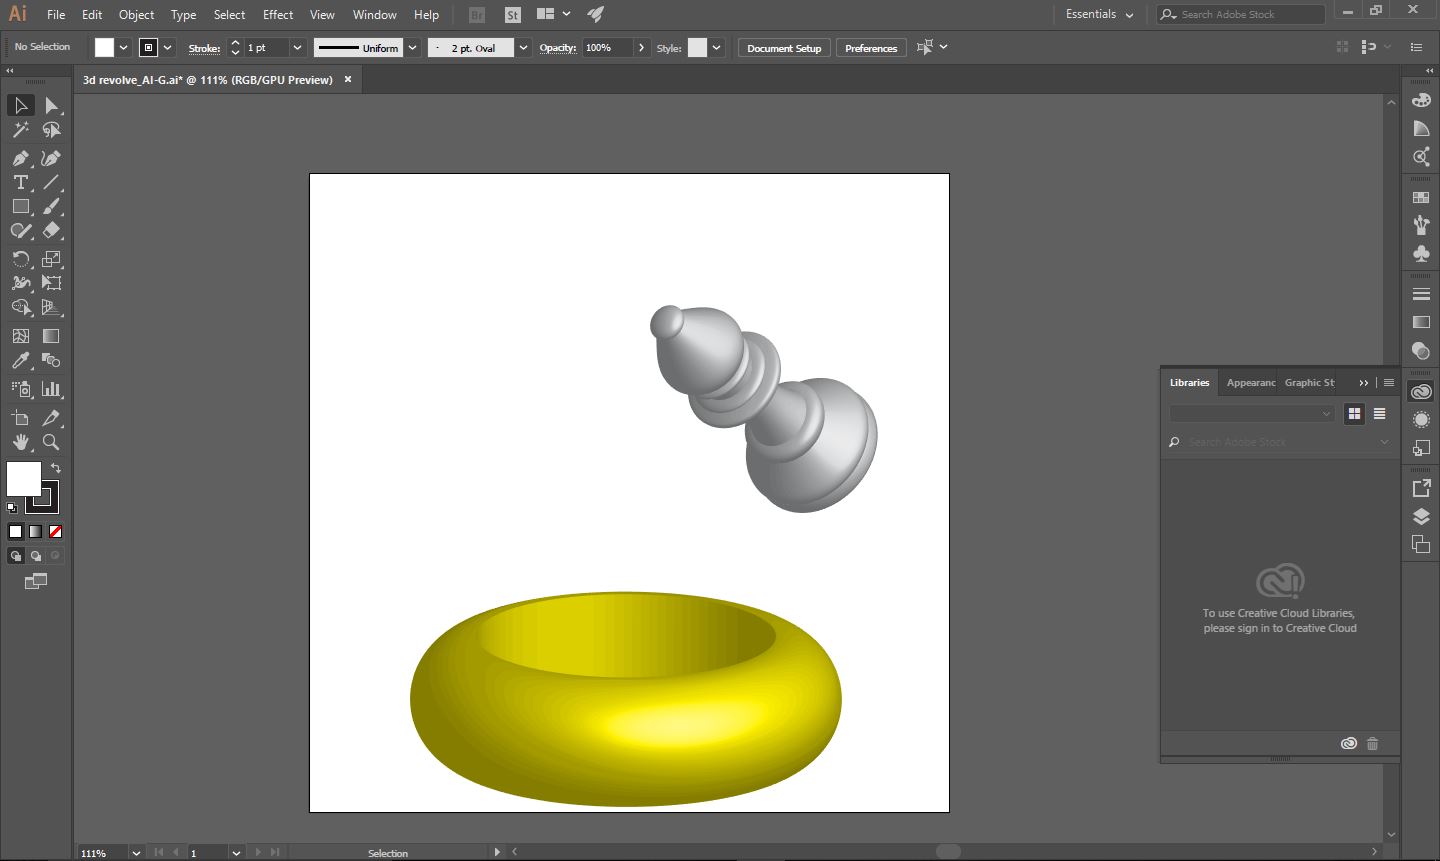 Ai File Edit Object Type Select Effect View Window Help Br St Essentials Search Adobe Stock
No Selection Stroke: 1 pt Uniform 2 pt. Oval Opacity: 100% Style: Document Setup Preferences
3d revolve_AI-G.ai* @ 111% (RGB/GPU Preview)
Libraries Appearanc Graphic St
Search Adobe Stock
To use Creative Cloud Libraries,
please sign in to Creative Cloud
111% 1 Selection